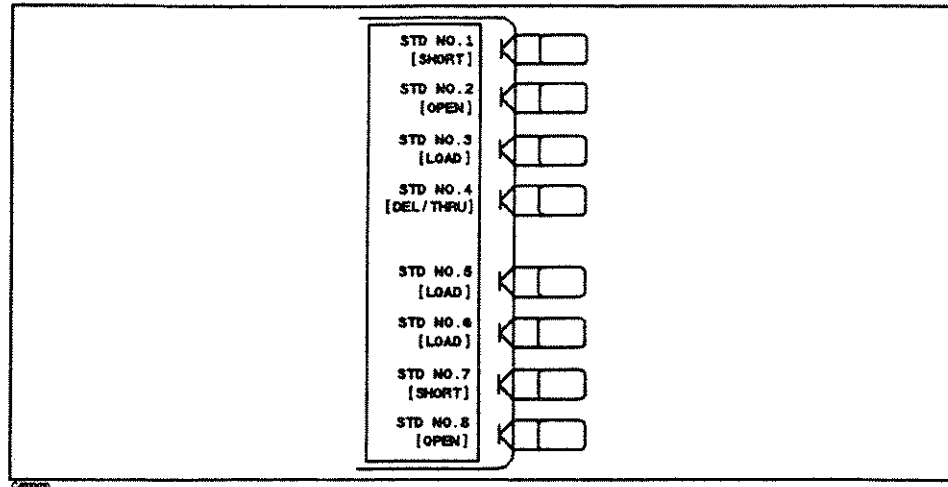 STD NO.1
[SHORT]
STD NO.2
[OPEN]
STD NO.3
[LOAD]
STD NO.4
[DEL/THRU]
STD NO.5
[LOAD]
STD NO.6
[LOAD]
STD NO.7
[SHORT]
STD NO.8
[OPEN]